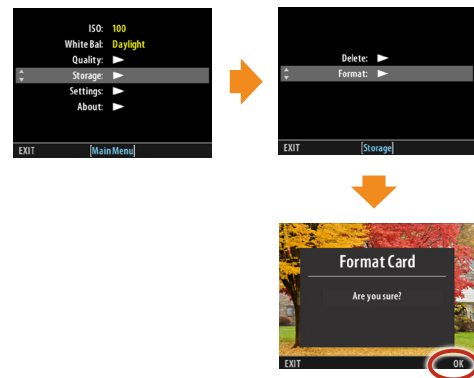 ISO: 100
White Bal: Daylight
Quality:
Storage:
Settings:
About:
EXIT [Main Menu]
Delete:
Format:
EXIT [Storage]
Format Card
Are you sure?
EXIT OK